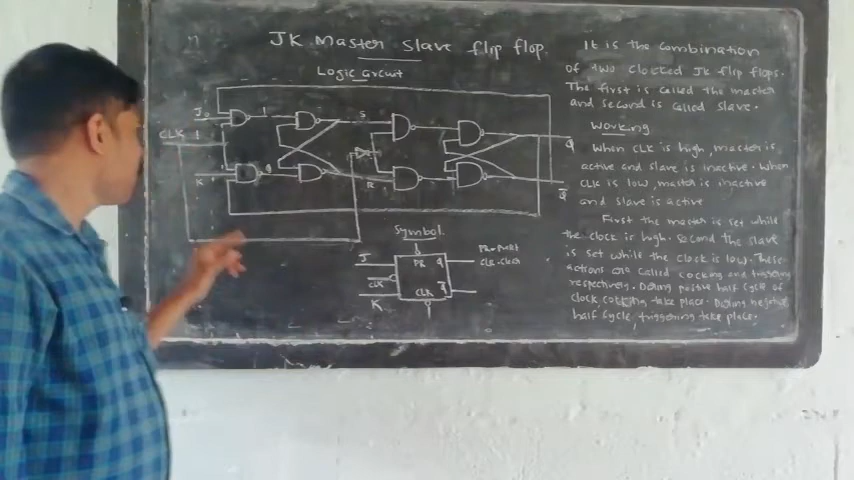 JK Master Slave flip flop.
Logic circuit
J
CLK
K
S
R
Q
Q̅
Symbol.
J
CLK
K
PR
CLK
Q
Q̅
It is the combination
of two clocked JK flip flops.
The first is called the master
and second is called slave.
Working
When CLK is high, master is
active and slave is inactive. When
CLK is low, master is inactive
and slave is active
First the master is set while
the clock is high. Second the slave
is set while the clock is low. These
actions are called cocking and triggering
respectively. During positive half cycle of
clock, cocking take place. During negative
half cycle, triggering take place.